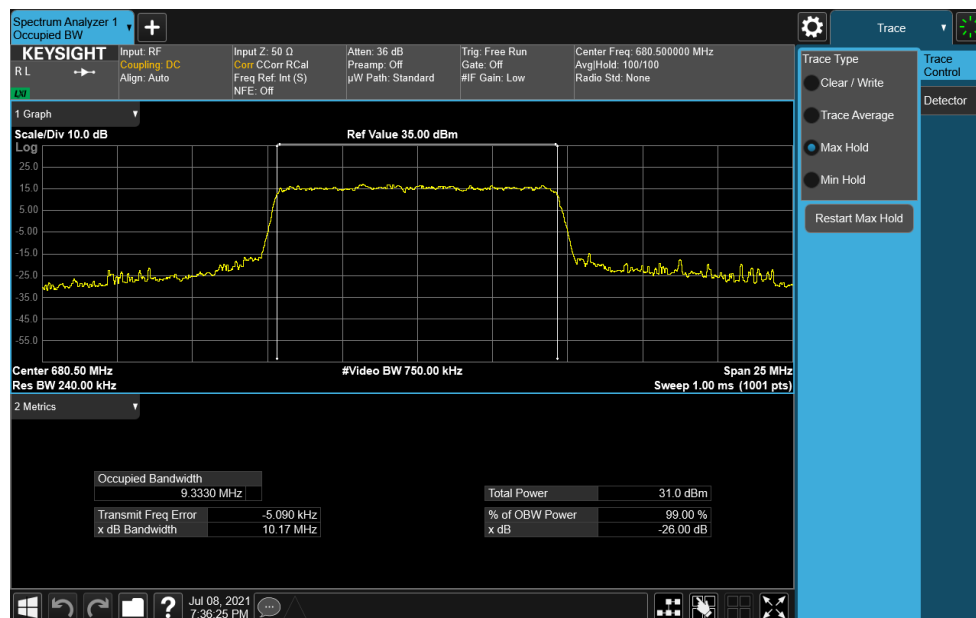 Spectrum Analyzer 1
Occupied BW
Trace
KEYSIGHT
R L
LXI
Input: RF
Coupling: DC
Align: Auto
Input Z: 50 Ω
Corr CCorr RCal
Freq Ref: Int (S)
NFE: Off
Atten: 36 dB
Preamp: Off
µW Path: Standard
Trig: Free Run
Gate: Off
#IF Gain: Low
Center Freq: 680.500000 MHz
Avg|Hold: 100/100
Radio Std: None
1 Graph
Scale/Div 10.0 dB
Ref Value 35.00 dBm
Log
25.0
15.0
5.00
-5.00
-15.0
-25.0
-35.0
-45.0
-55.0
Center 680.50 MHz
#Video BW 750.00 kHz
Span 25 MHz
Res BW 240.00 kHz
Sweep 1.00 ms (1001 pts)
2 Metrics
Occupied Bandwidth
9.3330 MHz
Total Power 31.0 dBm
Transmit Freq Error -5.090 kHz
% of OBW Power 99.00 %
x dB Bandwidth 10.17 MHz
x dB -26.00 dB
Jul 08, 2021
7:36:25 PM
Trace Type
Clear / Write
Trace Average
Max Hold
Min Hold
Restart Max Hold
Trace
Control
Detector